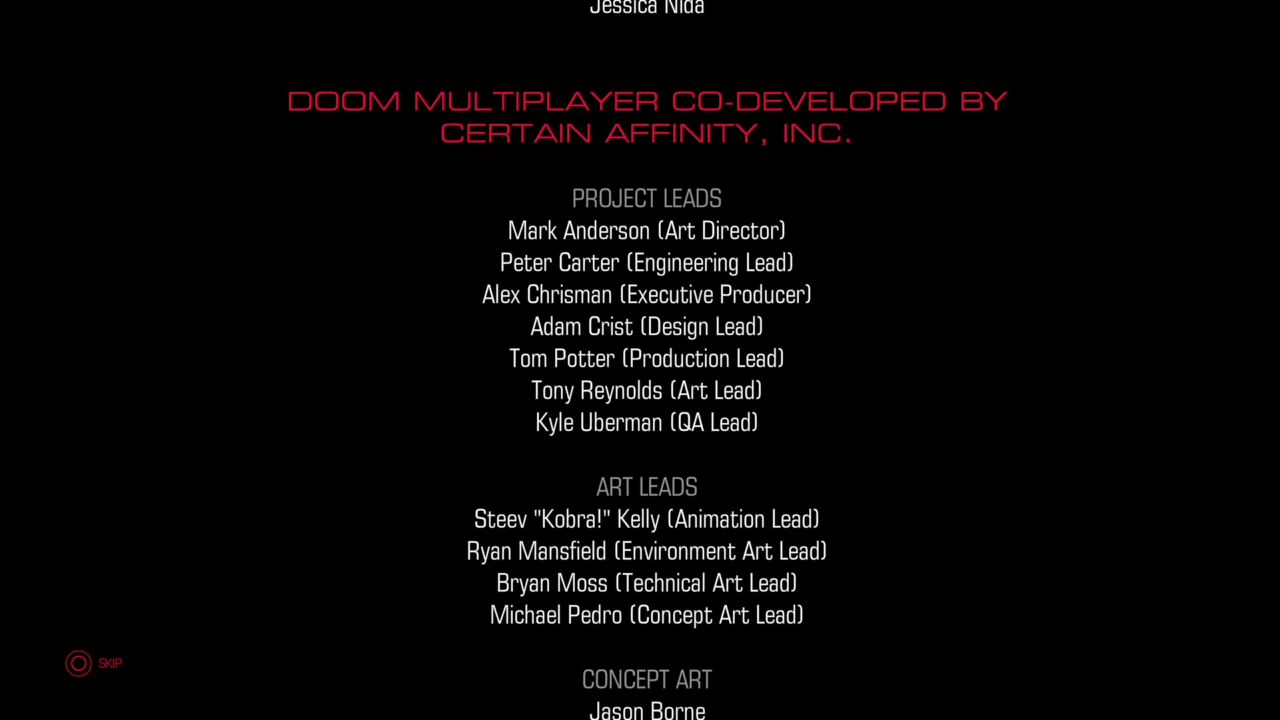 Jessica Nida
DOOM MULTIPLAYER CO-DEVELOPED BY
CERTAIN AFFINITY, INC.
PROJECT LEADS
Mark Anderson (Art Director)
Peter Carter (Engineering Lead)
Alex Chrisman (Executive Producer)
Adam Crist (Design Lead)
Tom Potter (Production Lead)
Tony Reynolds (Art Lead)
Kyle Uberman (QA Lead)
ART LEADS
Steev "Kobra!" Kelly (Animation Lead)
Ryan Mansfield (Environment Art Lead)
Bryan Moss (Technical Art Lead)
Michael Pedro (Concept Art Lead)
SKIP
CONCEPT ART
Jason Borne